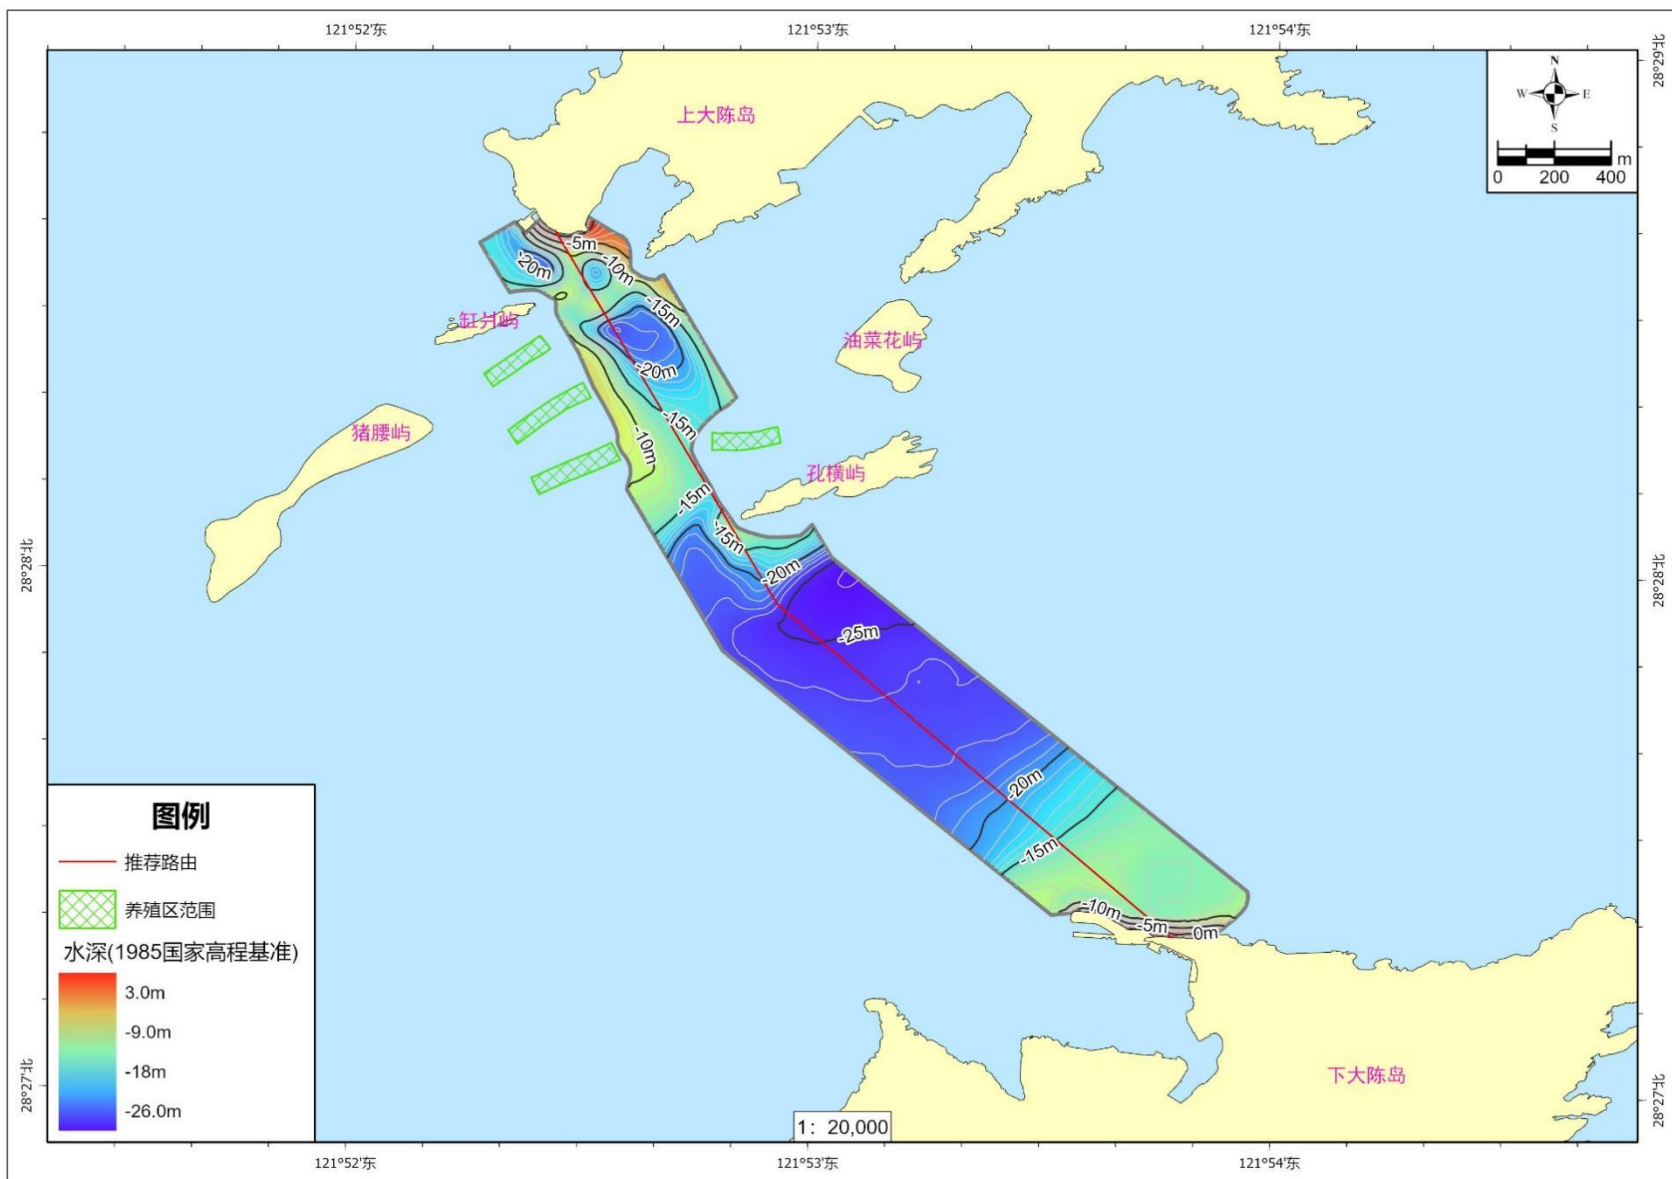 121°52'东
121°53'东
121°54'东
28°29'北
N
W
E
S
0
200
400
m
上大陈岛
-5m
-20m
-10m
-15m
缸爿屿
油菜花屿
-20m
猪腰屿
-15m
-10m
孔横屿
-15m
-15m
28°28'北
-20m
28°28'北
-25m
-20m
-15m
-10m
-5m
0m
图例
推荐路由
养殖区范围
水深(1985国家高程基准)
3.0m
-9.0m
-18m
-26.0m
下大陈岛
28°27'北
28°27'北
1: 20,000
121°52'东
121°53'东
121°54'东